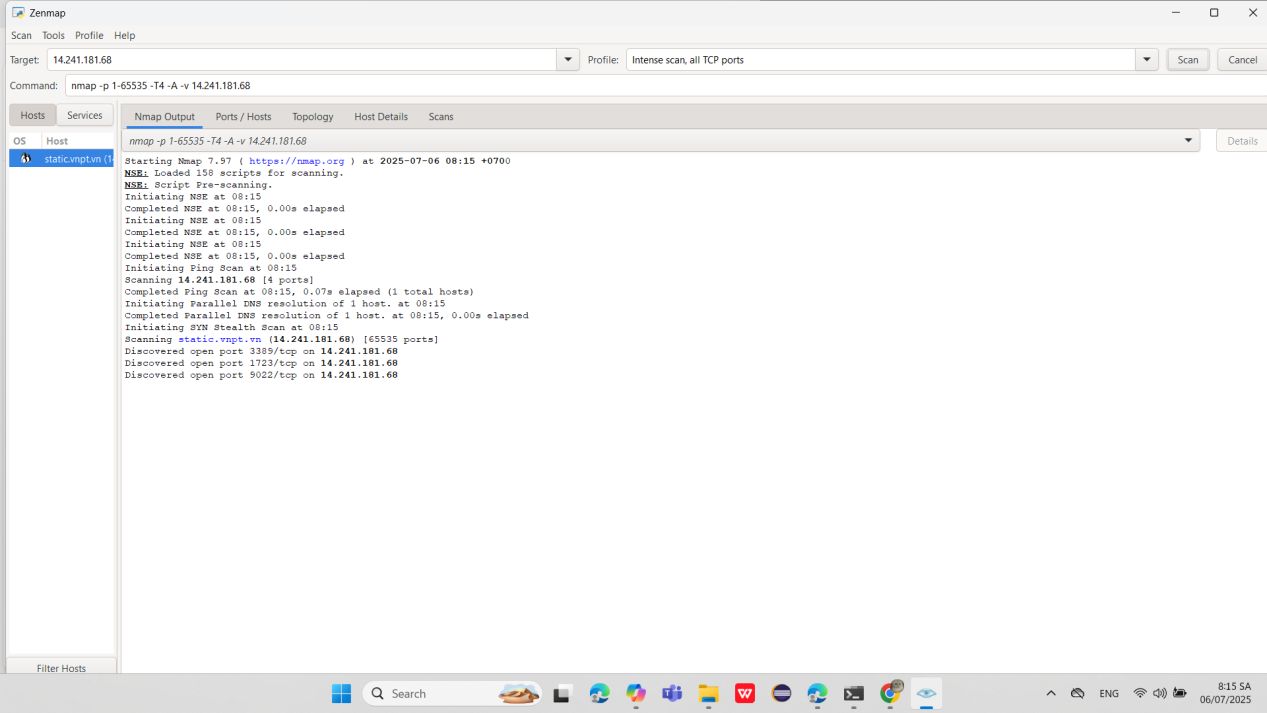 Zenmap
Scan Tools Profile Help
Target: 14.241.181.68 Profile: Intense scan, all TCP ports Scan Cancel
Command: nmap -p 1-65535 -T4 -A -v 14.241.181.68
Hosts Services Nmap Output Ports / Hosts Topology Host Details Scans
OS Host nmap -p 1-65535 -T4 -A -v 14.241.181.68 Details
static.vnpt.vn (14
Starting Nmap 7.97 ( https://nmap.org ) at 2025-07-06 08:15 +0700
NSE: Loaded 158 scripts for scanning.
NSE: Script Pre-scanning.
Initiating NSE at 08:15
Completed NSE at 08:15, 0.00s elapsed
Initiating NSE at 08:15
Completed NSE at 08:15, 0.00s elapsed
Initiating NSE at 08:15
Completed NSE at 08:15, 0.00s elapsed
Initiating Ping Scan at 08:15
Scanning 14.241.181.68 [4 ports]
Completed Ping Scan at 08:15, 0.07s elapsed (1 total hosts)
Initiating Parallel DNS resolution of 1 host. at 08:15
Completed Parallel DNS resolution of 1 host. at 08:15, 0.00s elapsed
Initiating SYN Stealth Scan at 08:15
Scanning static.vnpt.vn (14.241.181.68) [65535 ports]
Discovered open port 3389/tcp on 14.241.181.68
Discovered open port 1723/tcp on 14.241.181.68
Discovered open port 9022/tcp on 14.241.181.68
Filter Hosts
Search ENG 8:15 SA
06/07/2025